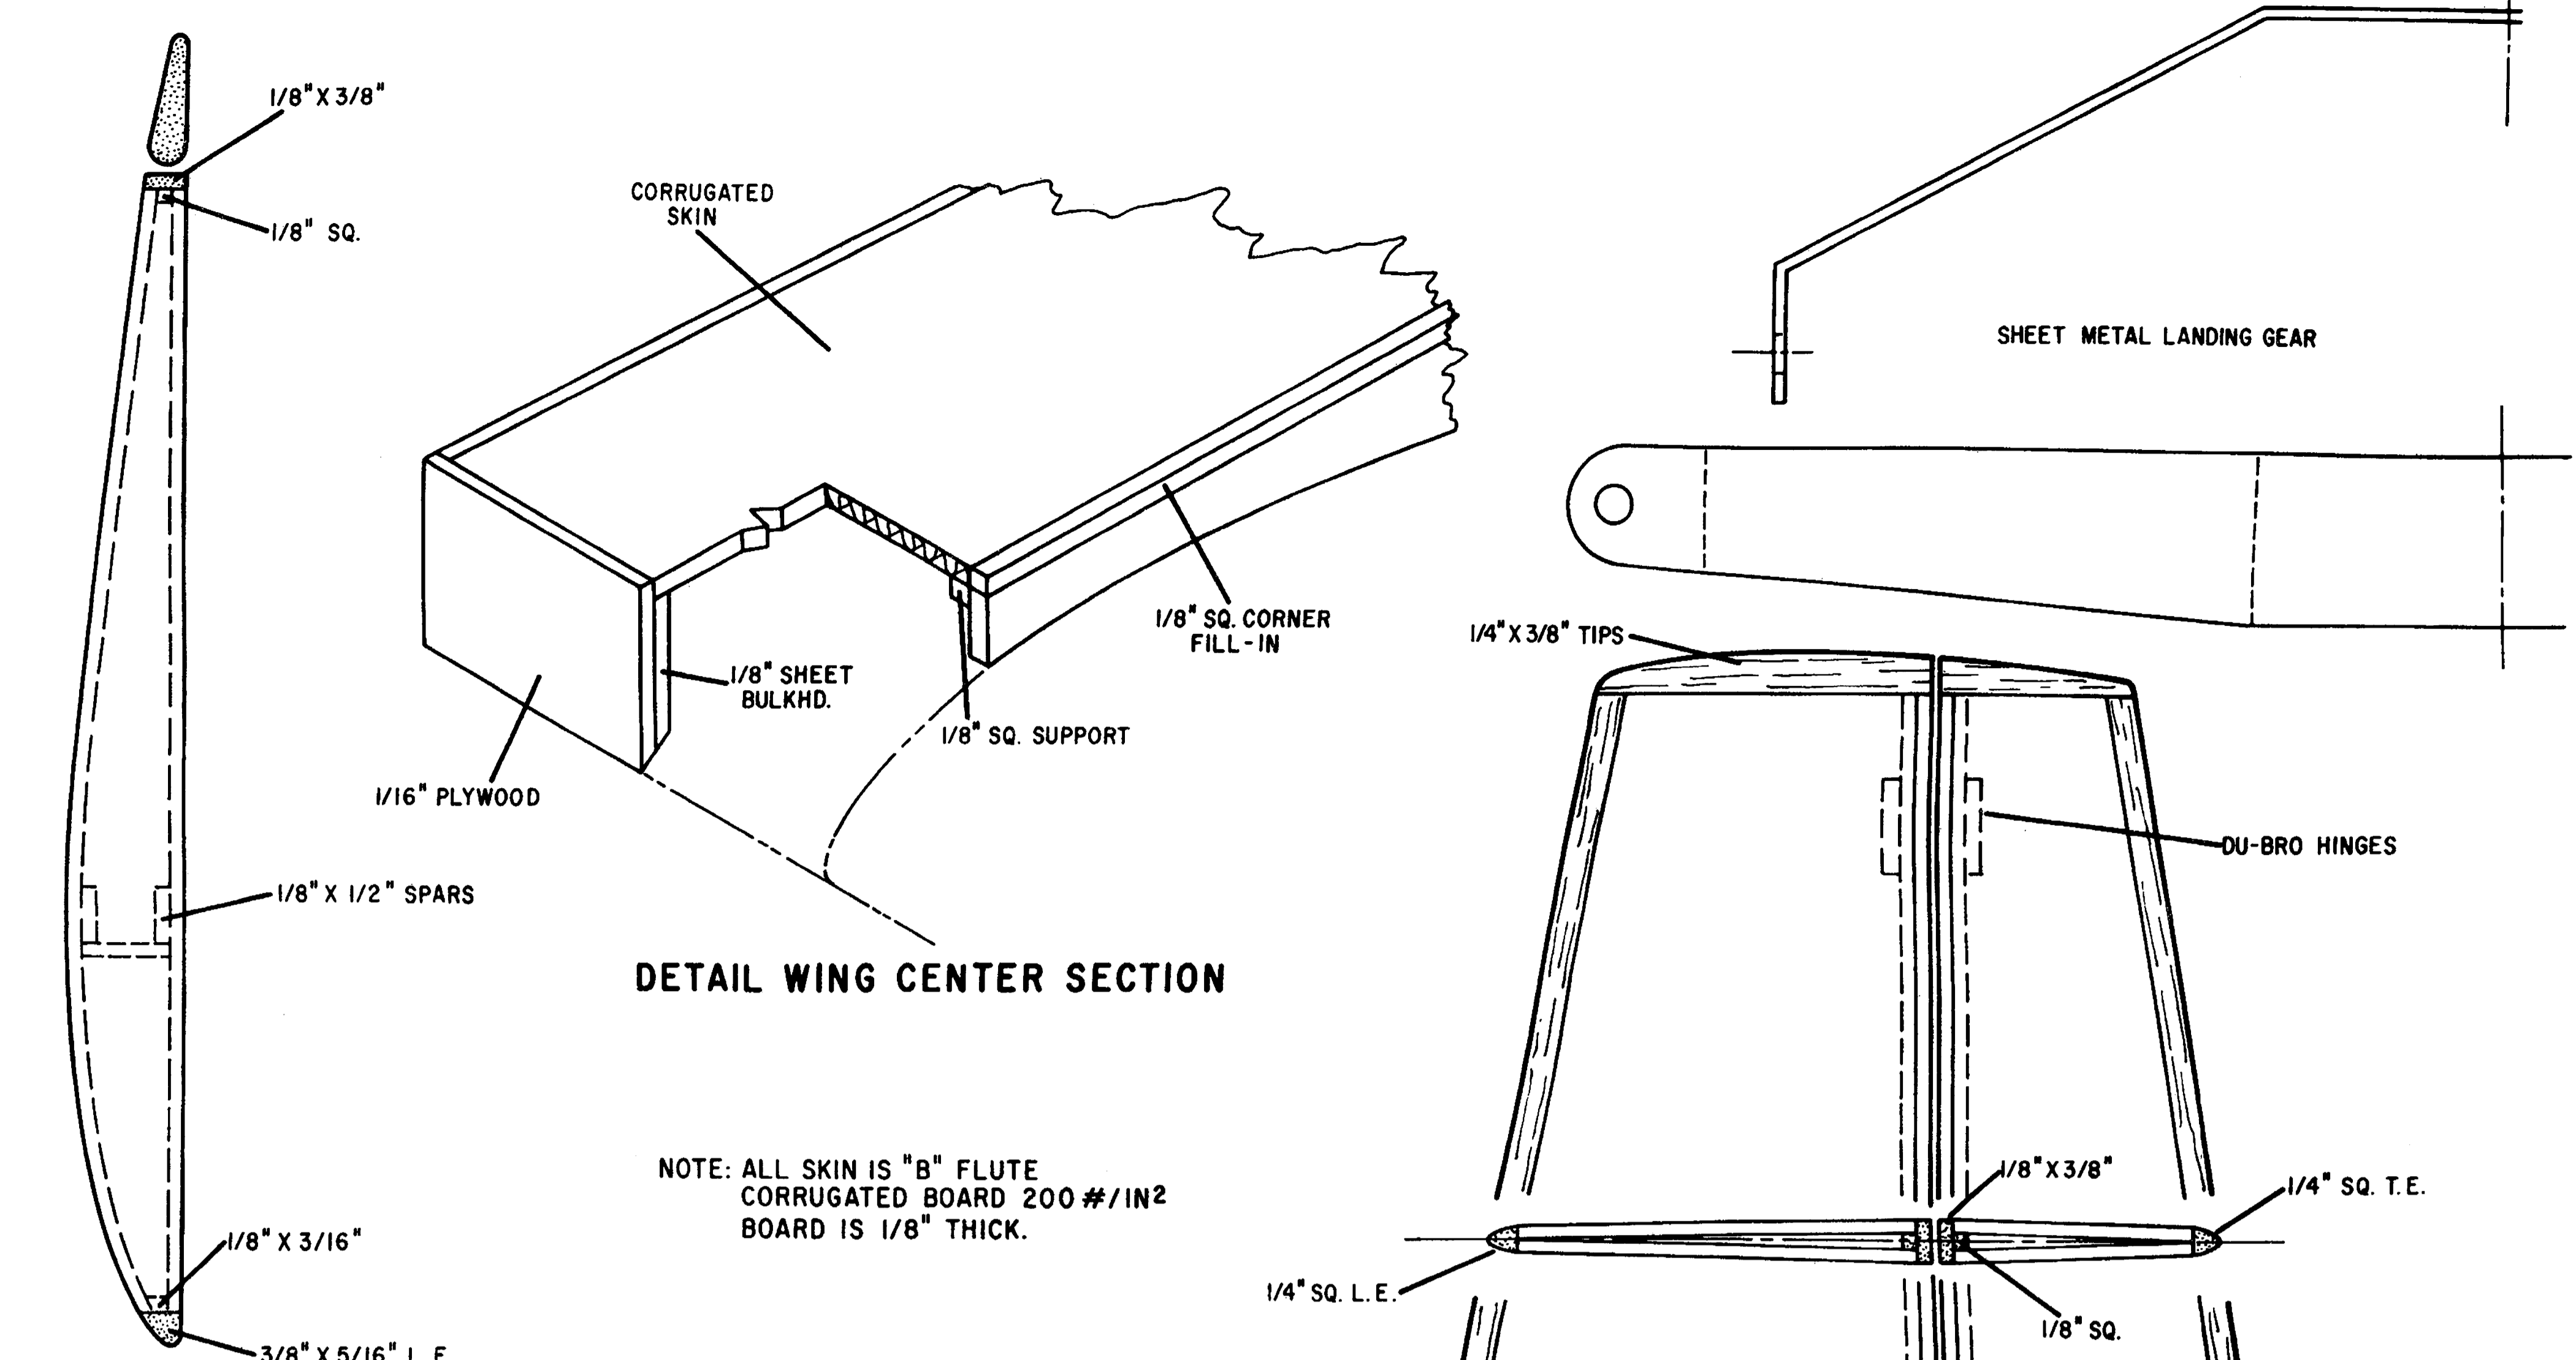 1/8" X 3/8"
1/8" SQ.
CORRUGATED
SKIN
SHEET METAL LANDING GEAR
1/8" SQ. CORNER
FILL-IN
1/4" X 3/8" TIPS
1/8" SHEET
BULKHD.
1/8" SQ. SUPPORT
1/16" PLYWOOD
DU-BRO HINGES
1/8" X 1/2" SPARS
DETAIL WING CENTER SECTION
NOTE: ALL SKIN IS "B" FLUTE
CORRUGATED BOARD 200 #/IN2
BOARD IS 1/8" THICK.
1/8" X 3/8"
1/4" SQ. T.E.
1/8" X 3/16"
1/4" SQ. L.E.
1/8" SQ.
3/8" X 5/16" L.E.